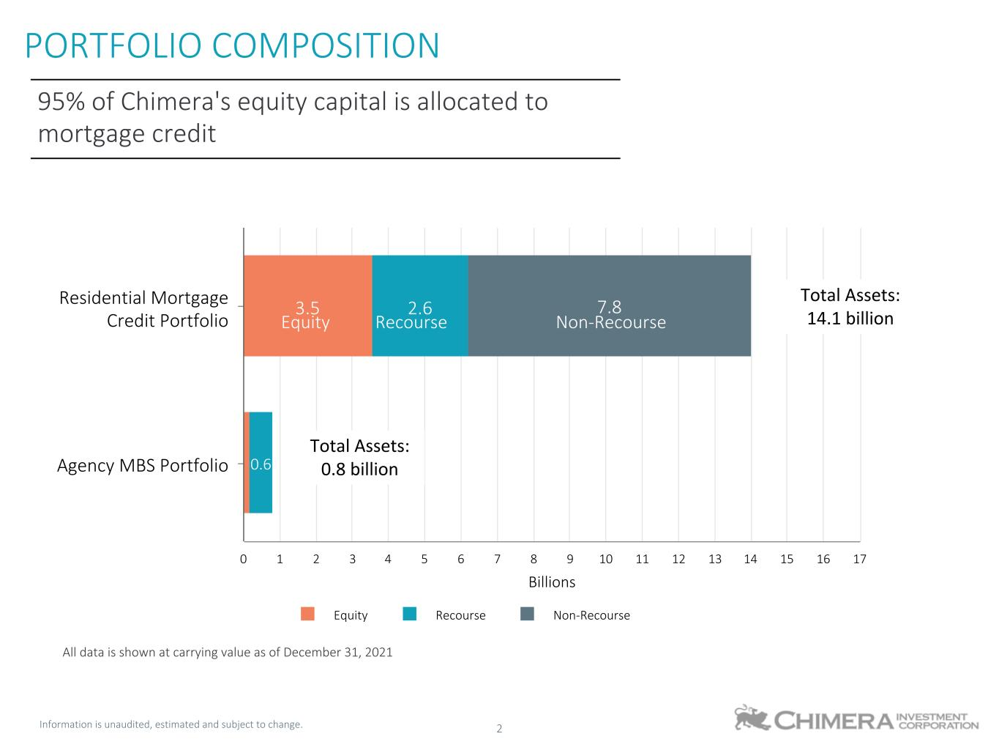 PORTFOLIO COMPOSITION
95% of Chimera's equity capital is allocated to
mortgage credit
Residential Mortgage
Credit Portfolio
3.5
Equity
2.6
Recourse
7.8
Non-Recourse
Total Assets:
14.1 billion
Agency MBS Portfolio
0.6
Total Assets:
0.8 billion
0 1 2 3 4 5 6 7 8 9 10 11 12 13 14 15 16 17
Billions
Equity Recourse Non-Recourse
All data is shown at carrying value as of December 31, 2021
Information is unaudited, estimated and subject to change.
2
CHIMERA INVESTMENT
CORPORATION